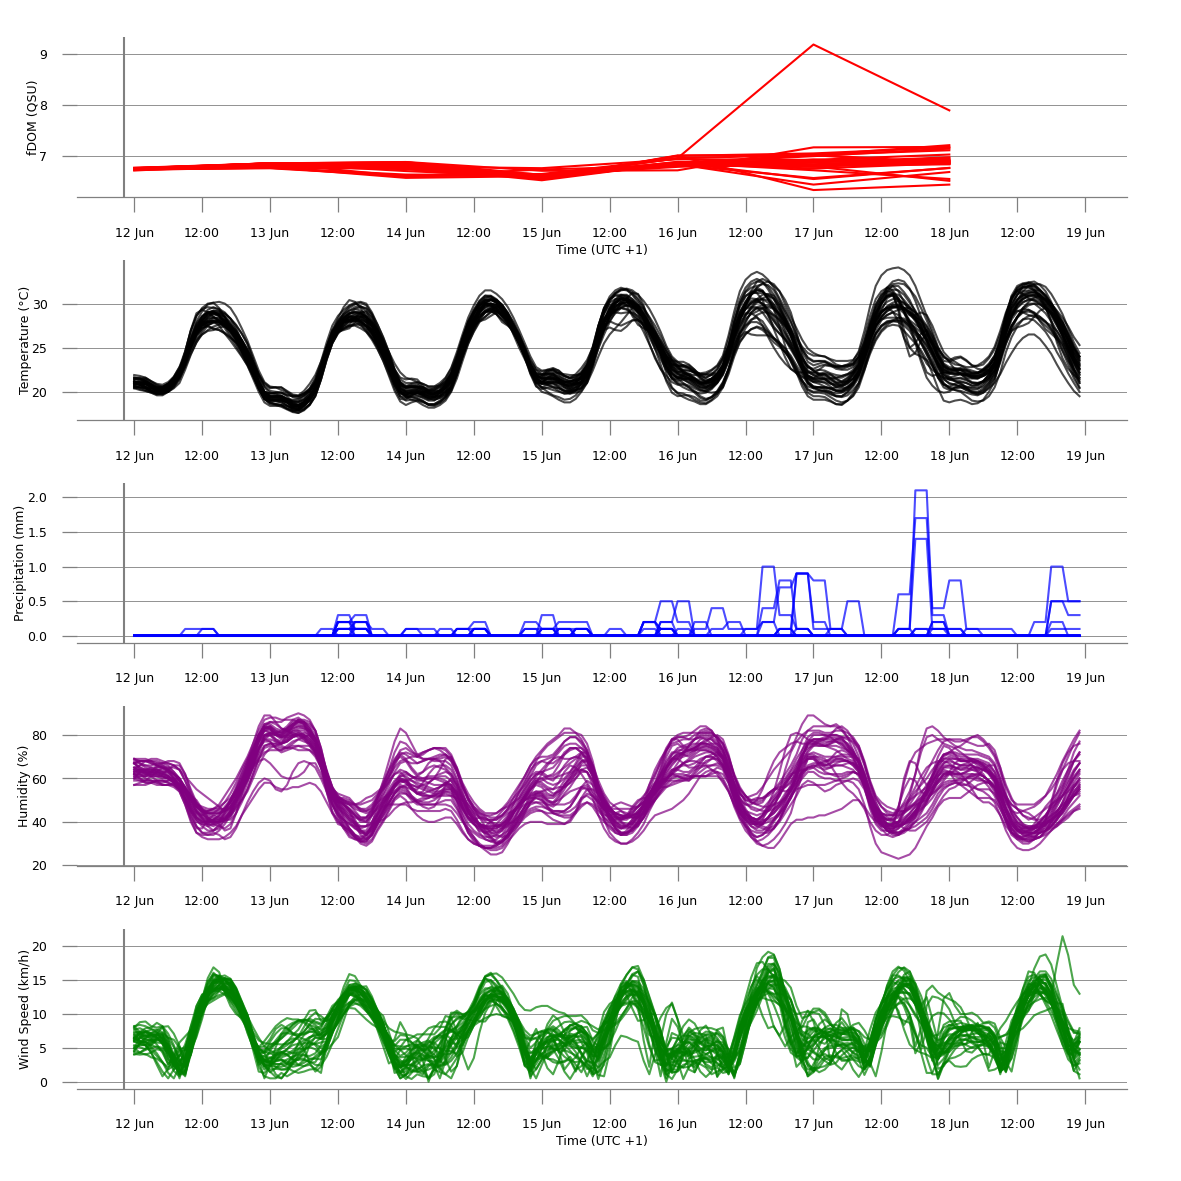 9
8
7
fDOM (QSU)
12 Jun 12:00 13 Jun 12:00 14 Jun 12:00 15 Jun 12:00 16 Jun 12:00 17 Jun 12:00 18 Jun 12:00 19 Jun
Time (UTC +1)
30
25
20
Temperature (°C)
12 Jun 12:00 13 Jun 12:00 14 Jun 12:00 15 Jun 12:00 16 Jun 12:00 17 Jun 12:00 18 Jun 12:00 19 Jun
2.0
1.5
1.0
0.5
0.0
Precipitation (mm)
12 Jun 12:00 13 Jun 12:00 14 Jun 12:00 15 Jun 12:00 16 Jun 12:00 17 Jun 12:00 18 Jun 12:00 19 Jun
80
60
40
20
Humidity (%)
12 Jun 12:00 13 Jun 12:00 14 Jun 12:00 15 Jun 12:00 16 Jun 12:00 17 Jun 12:00 18 Jun 12:00 19 Jun
20
15
10
5
0
Wind Speed (km/h)
12 Jun 12:00 13 Jun 12:00 14 Jun 12:00 15 Jun 12:00 16 Jun 12:00 17 Jun 12:00 18 Jun 12:00 19 Jun
Time (UTC +1)